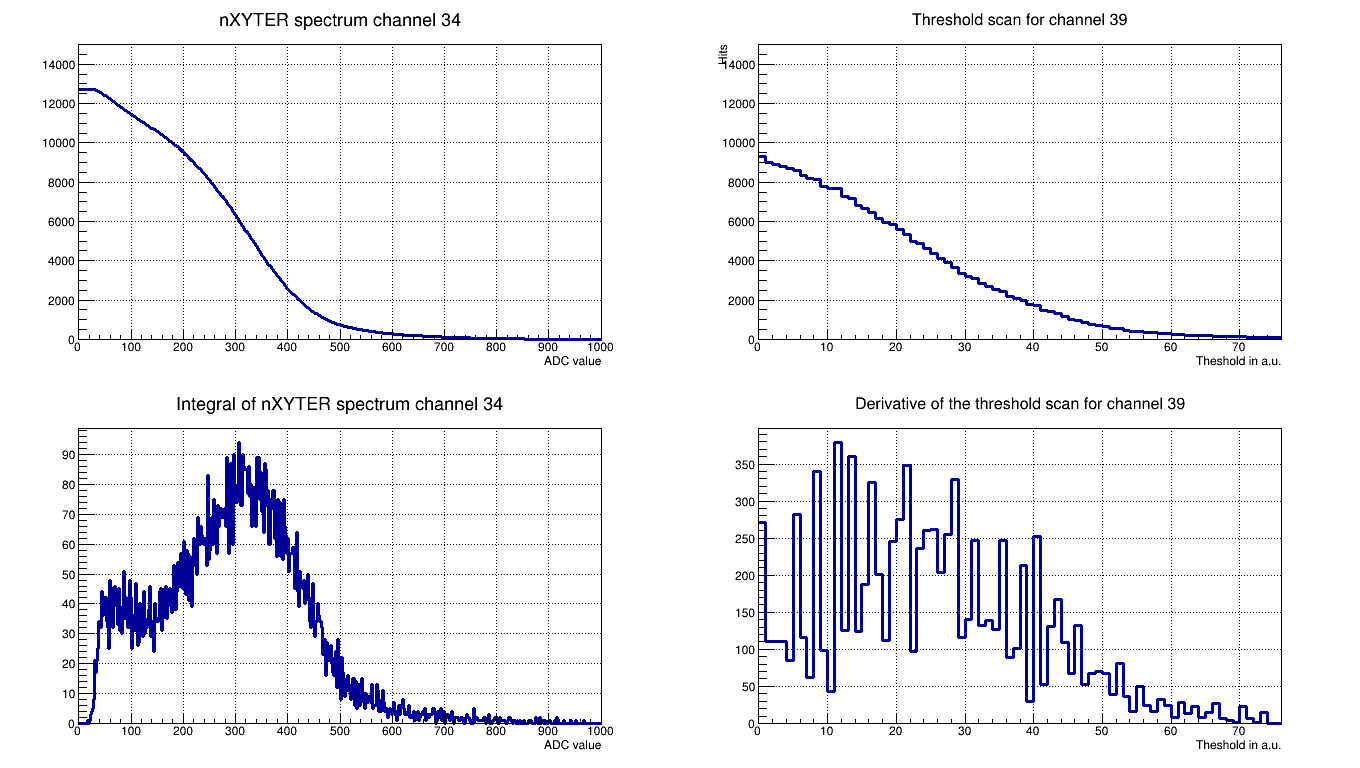 nXYTER spectrum channel 34
14000
12000
10000
8000
6000
4000
2000
0
0 100 200 300 400 500 600 700 800 900 1000
ADC value
Threshold scan for channel 39
Hits
14000
12000
10000
8000
6000
4000
2000
0
0 10 20 30 40 50 60 70
Theshold in a.u.
Integral of nXYTER spectrum channel 34
90
80
70
60
50
40
30
20
10
0
0 100 200 300 400 500 600 700 800 900 1000
ADC value
Derivative of the threshold scan for channel 39
350
300
250
200
150
100
50
0
0 10 20 30 40 50 60 70
Theshold in a.u.